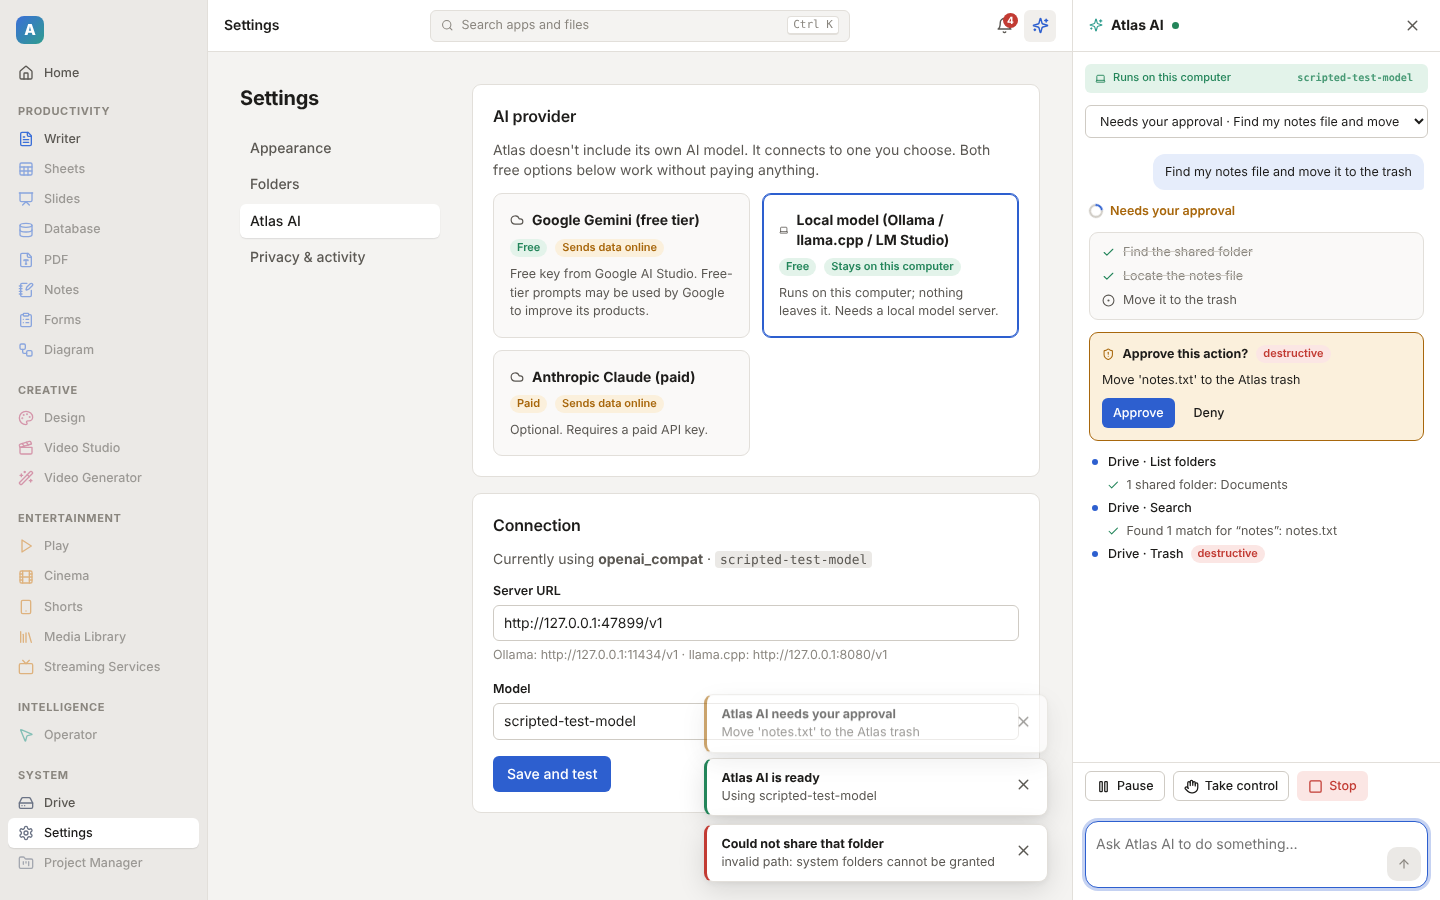 A
Home
PRODUCTIVITY
Writer
Sheets
Slides
Database
PDF
Notes
Forms
Diagram
CREATIVE
Design
Video Studio
Video Generator
ENTERTAINMENT
Play
Cinema
Shorts
Media Library
Streaming Services
INTELLIGENCE
Operator
SYSTEM
Drive
Settings
Project Manager
Settings
Search apps and files
Ctrl K
4
Settings
Appearance
Folders
Atlas AI
Privacy & activity
AI provider
Atlas doesn't include its own AI model. It connects to one you choose. Both
free options below work without paying anything.
Google Gemini (free tier)
Free
Sends data online
Free key from Google AI Studio. Free-
tier prompts may be used by Google
to improve its products.
Local model (Ollama /
llama.cpp / LM Studio)
Free
Stays on this computer
Runs on this computer; nothing
leaves it. Needs a local model server.
Anthropic Claude (paid)
Paid
Sends data online
Optional. Requires a paid API key.
Connection
Currently using openai_compat · scripted-test-model
Server URL
http://127.0.0.1:47899/v1
Ollama: http://127.0.0.1:11434/v1 · llama.cpp: http://127.0.0.1:8080/v1
Model
scripted-test-model
Save and test
Atlas AI needs your approval
Move 'notes.txt' to the Atlas trash
Atlas AI is ready
Using scripted-test-model
Could not share that folder
invalid path: system folders cannot be granted
Atlas AI
Runs on this computer
scripted-test-model
Needs your approval · Find my notes file and move
Find my notes file and move it to the trash
Needs your approval
Find the shared folder
Locate the notes file
Move it to the trash
Approve this action?
destructive
Move 'notes.txt' to the Atlas trash
Approve
Deny
Drive · List folders
1 shared folder: Documents
Drive · Search
Found 1 match for “notes”: notes.txt
Drive · Trash
destructive
Pause
Take control
Stop
Ask Atlas AI to do something...